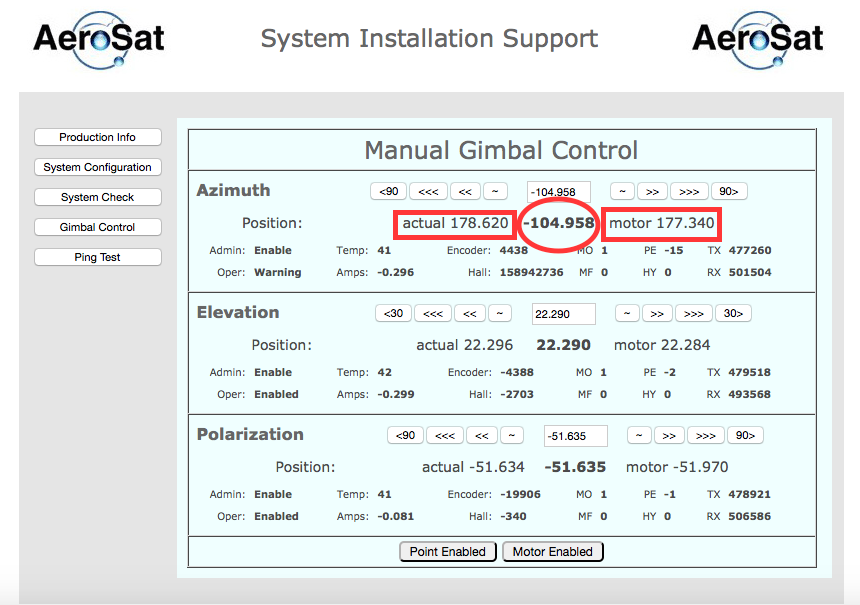 AeroSat System Installation Support AeroSat
Production Info
System Configuration
System Check
Gimbal Control
Ping Test
Manual Gimbal Control
Azimuth <90 <<< << ~ -104.958 ~ >> >>> 90>
Position: actual 178.620 -104.958 motor 177.340
Admin: Enable Temp: 41 Encoder: 4438 MO 1 PE -15 TX 477260
Oper: Warning Amps: -0.296 Hall: 158942736 MF 0 HY 0 RX 501504
Elevation <30 <<< << ~ 22.290 ~ >> >>> 30>
Position: actual 22.296 22.290 motor 22.284
Admin: Enable Temp: 42 Encoder: -4388 MO 1 PE -2 TX 479518
Oper: Enabled Amps: -0.299 Hall: -2703 MF 0 HY 0 RX 493568
Polarization <90 <<< << ~ -51.635 ~ >> >>> 90>
Position: actual -51.634 -51.635 motor -51.970
Admin: Enable Temp: 41 Encoder: -19906 MO 1 PE -1 TX 478921
Oper: Enabled Amps: -0.081 Hall: -340 MF 0 HY 0 RX 506586
Point Enabled Motor Enabled